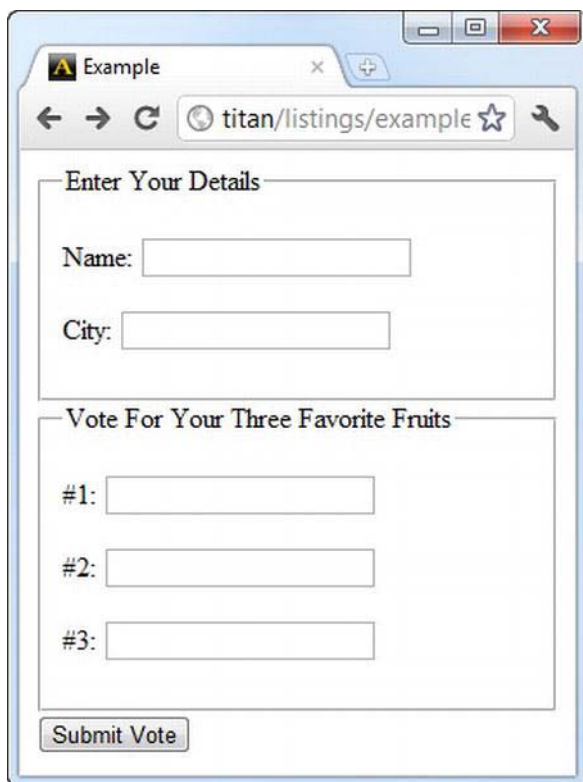 Example
titan/listings/example
Enter Your Details
Name:
City:
Vote For Your Three Favorite Fruits
#1:
#2:
#3:
Submit Vote